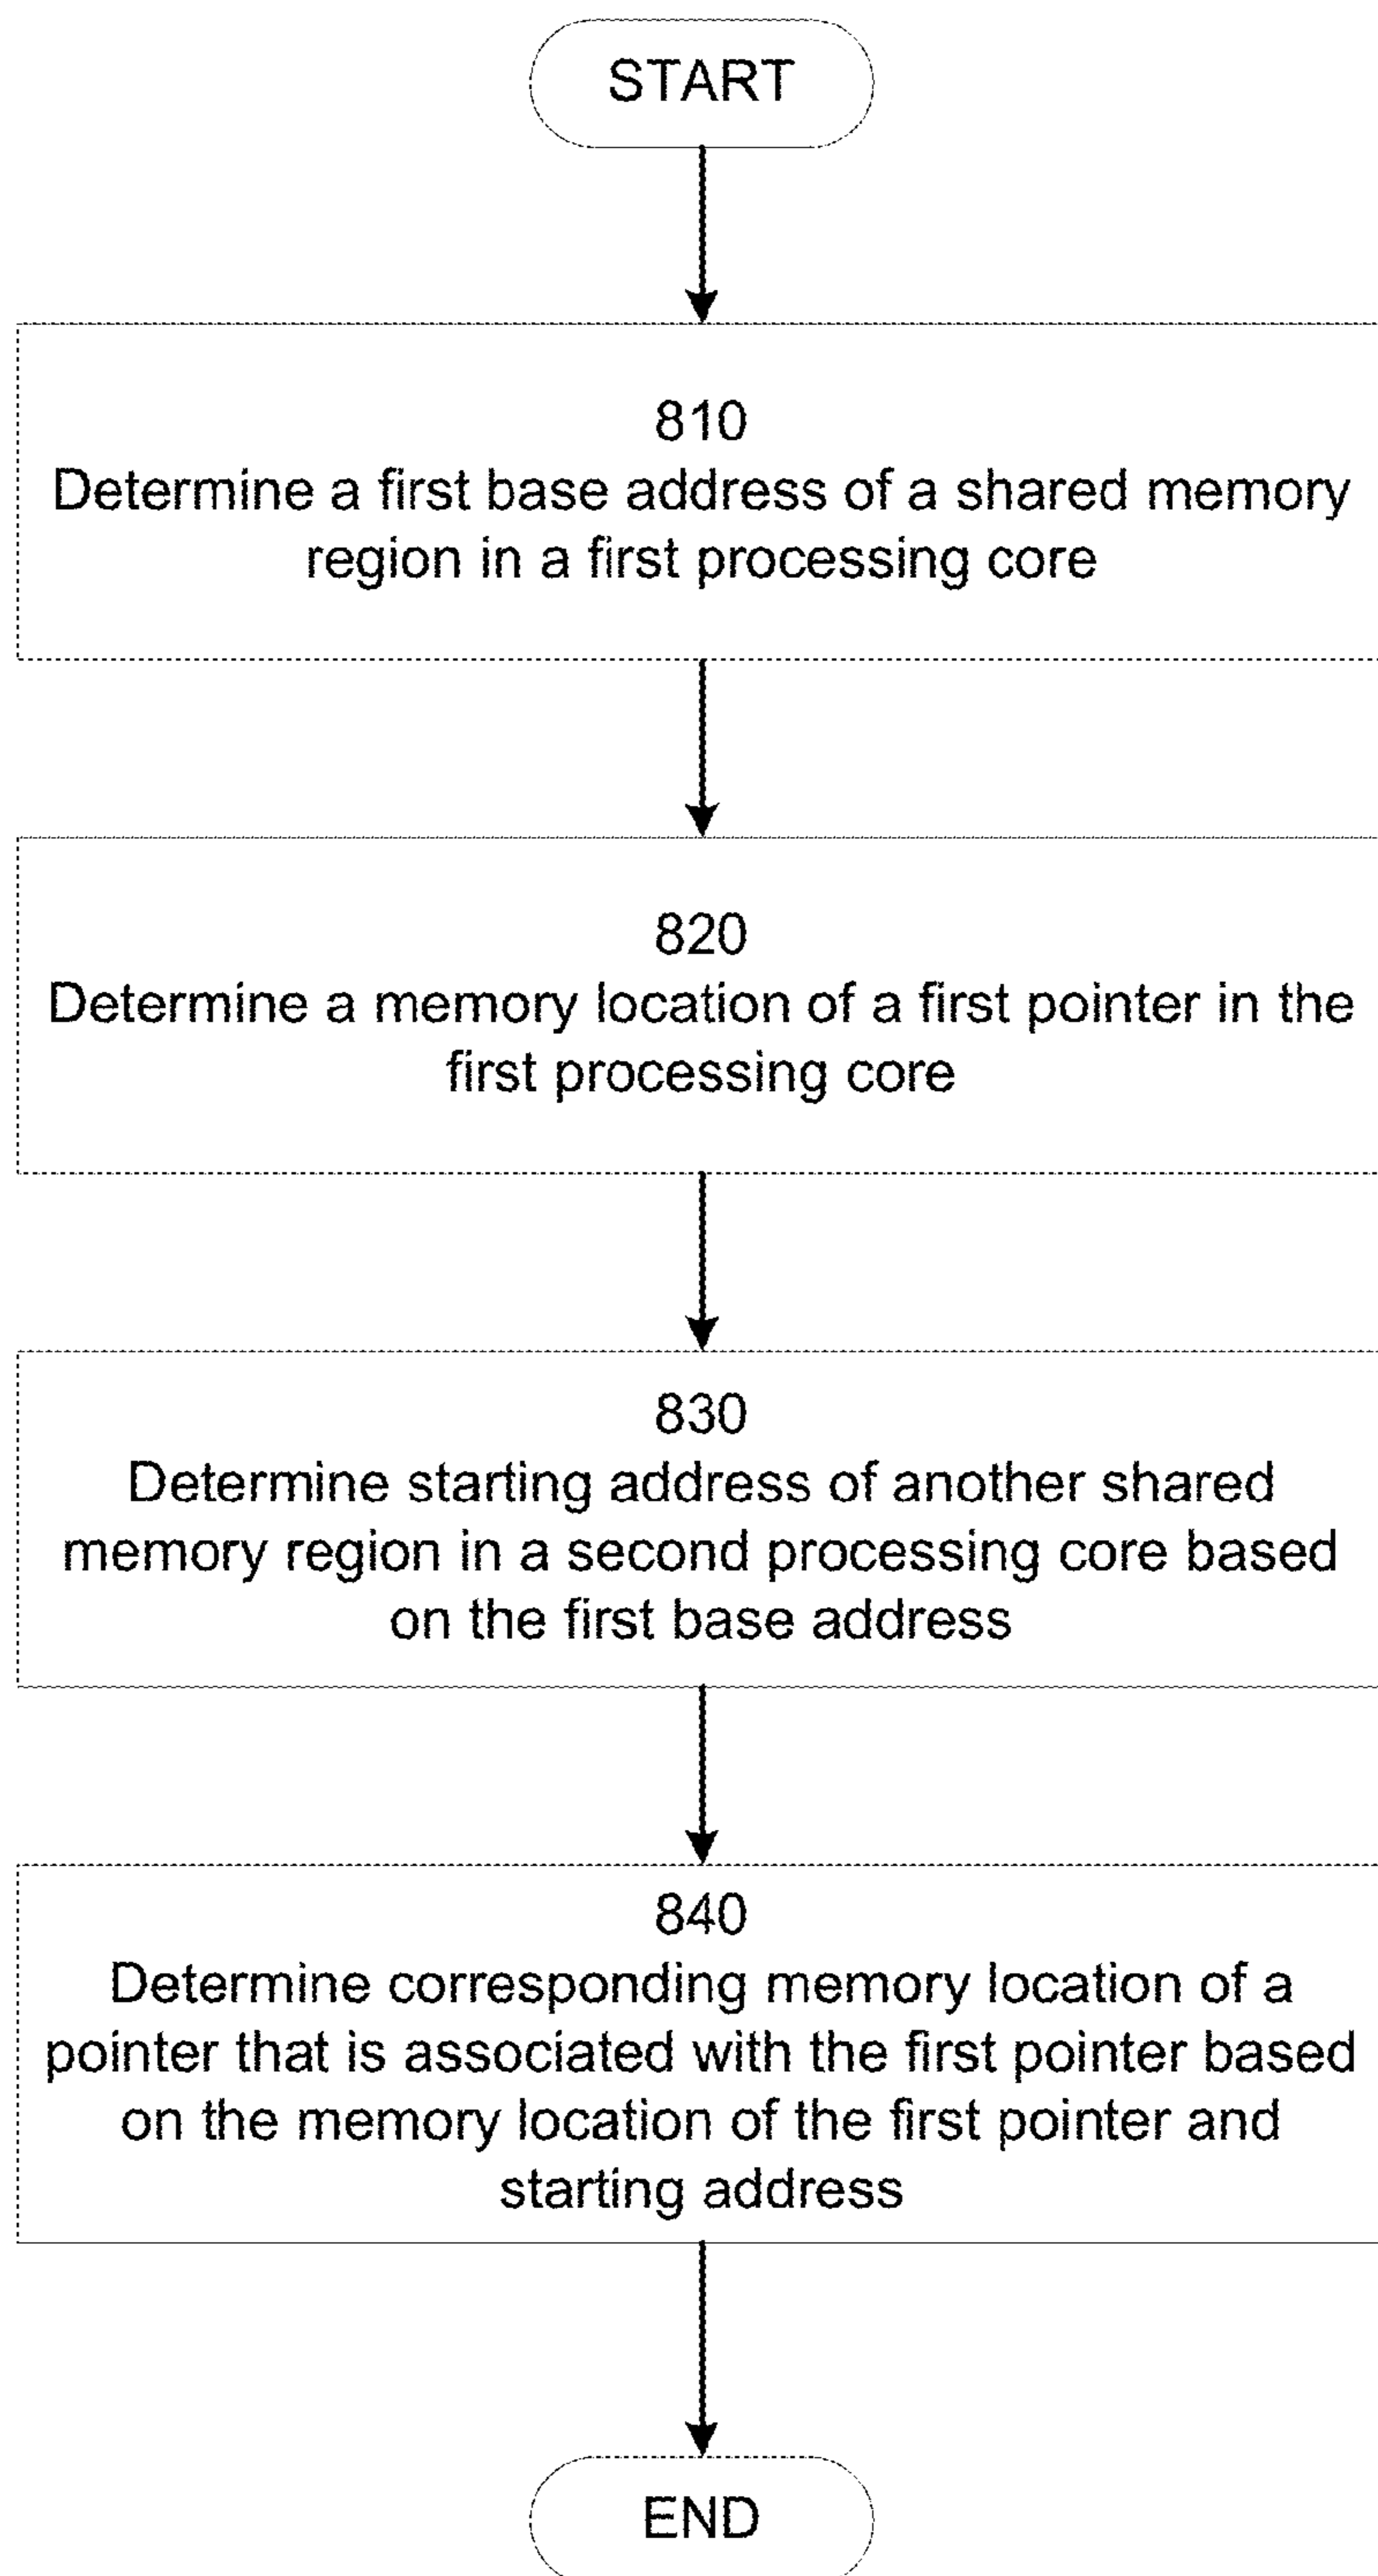 START
810
Determine a first base address of a shared memory
region in a first processing core
820
Determine a memory location of a first pointer in the
first processing core
830
Determine starting address of another shared
memory region in a second processing core based
on the first base address
840
Determine corresponding memory location of a
pointer that is associated with the first pointer based
on the memory location of the first pointer and
starting address
END